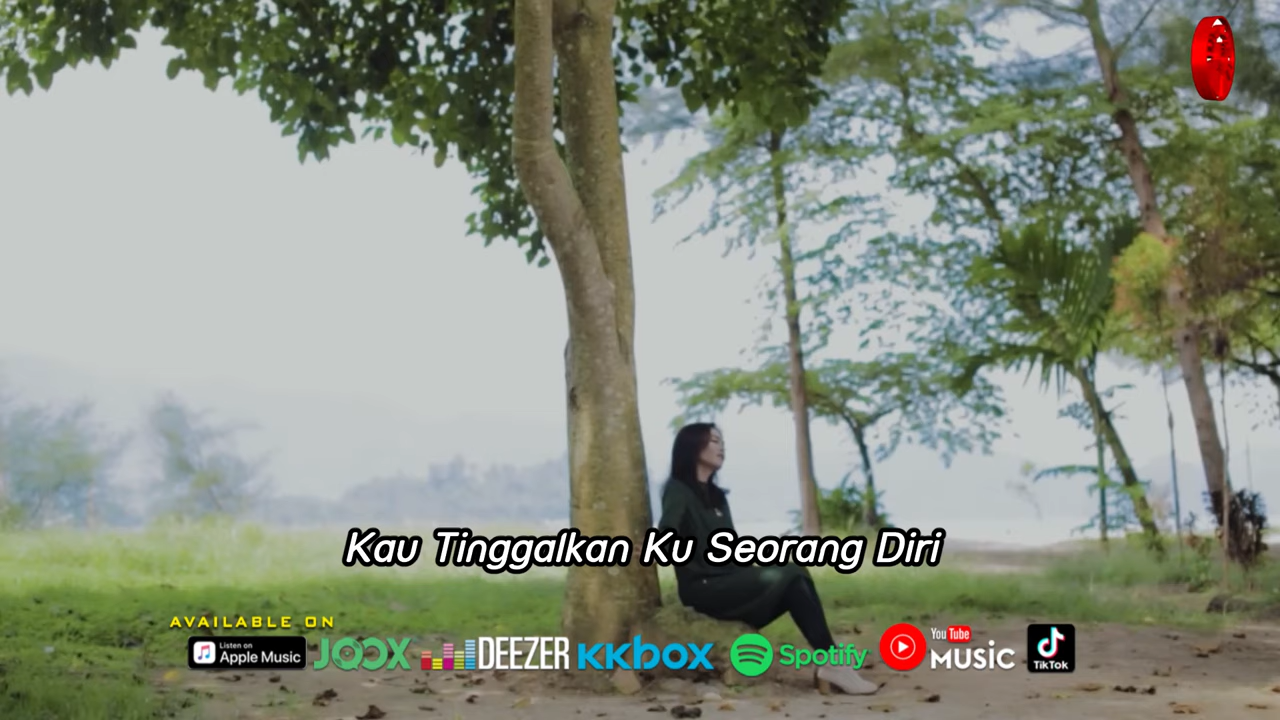 Kau Tinggalkan Ku Seorang Diri
AVAILABLE ON
Listen on
Apple Music
JOOX
DEEZER
KKBOX
Spotify
YouTube
MUSIC
TikTok